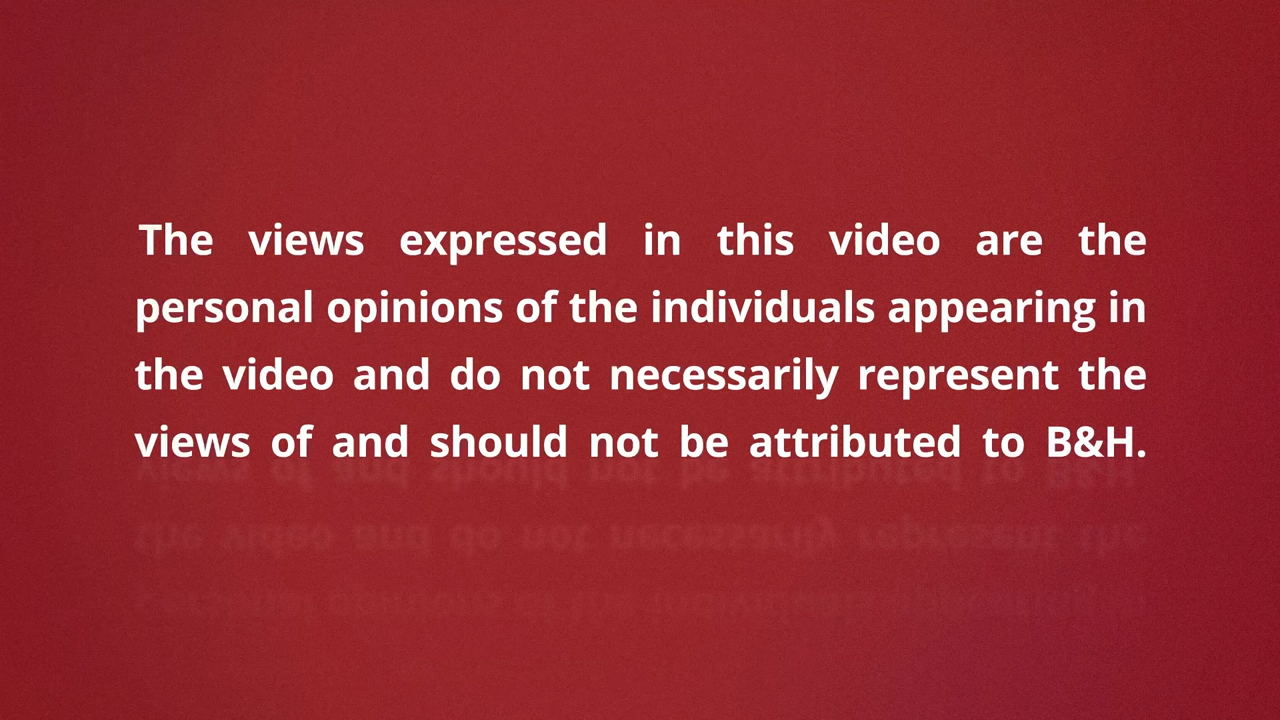 The views expressed in this video are the
personal opinions of the individuals appearing in
the video and do not necessarily represent the
views of and should not be attributed to B&H.